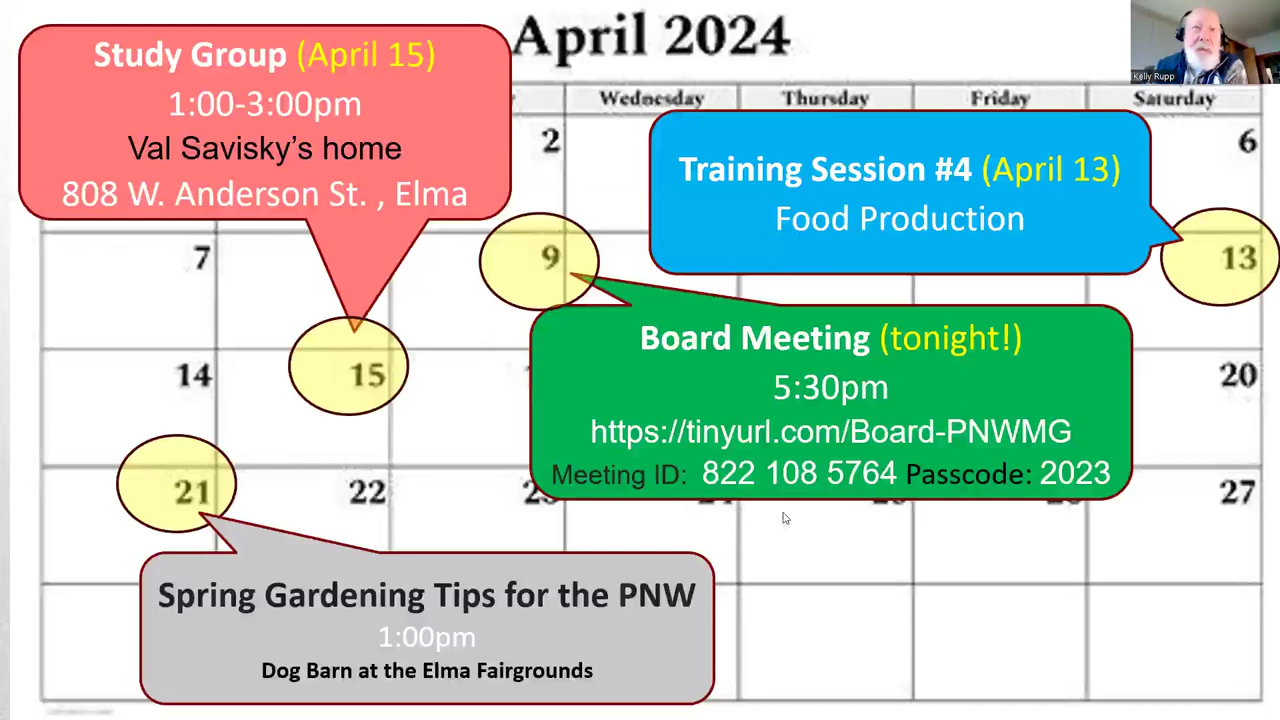 April 2024
Kelly Rupp
Study Group (April 15)
1:00-3:00pm
Val Savisky's home
808 W. Anderson St. , Elma
Wednesday
Thursday
Friday
Saturday
2
6
Training Session #4 (April 13)
Food Production
7
9
13
Board Meeting (tonight!)
5:30pm
https://tinyurl.com/Board-PNWMG
Meeting ID: 822 108 5764 Passcode: 2023
14
15
20
21
22
27
Spring Gardening Tips for the PNW
1:00pm
Dog Barn at the Elma Fairgrounds